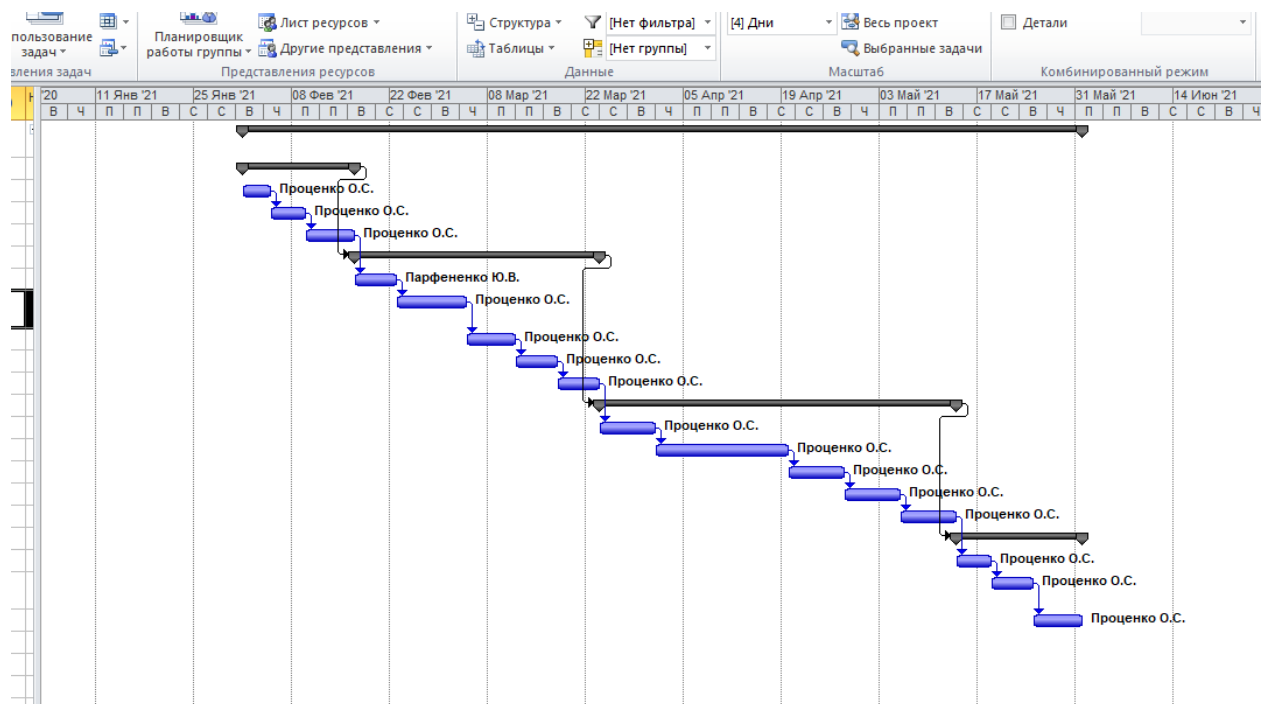 Лист ресурсов
Структура
[Нет фильтра]
[4] Дни
Весь проект
Детали
пользование
задач
Планировщик
работы группы
Другие представления
Таблицы
[Нет группы]
Выбранные задачи
вления задач
Представления ресурсов
Данные
Масштаб
Комбинированный режим
'20 11 Янв '21 25 Янв '21 08 Фев '21 22 Фев '21 08 Мар '21 22 Мар '21 05 Апр '21 19 Апр '21 03 Май '21 17 Май '21 31 Май '21 14 Июн '21
В Ч П П В С С В Ч П П В С С В Ч П П В С С В Ч П П В С С В Ч П П В С С В Ч П П В С С В Ч
Проценко О.С.
Проценко О.С.
Проценко О.С.
Парфененко Ю.В.
Проценко О.С.
Проценко О.С.
Проценко О.С.
Проценко О.С.
Проценко О.С.
Проценко О.С.
Проценко О.С.
Проценко О.С.
Проценко О.С.
Проценко О.С.
Проценко О.С.
Проценко О.С.